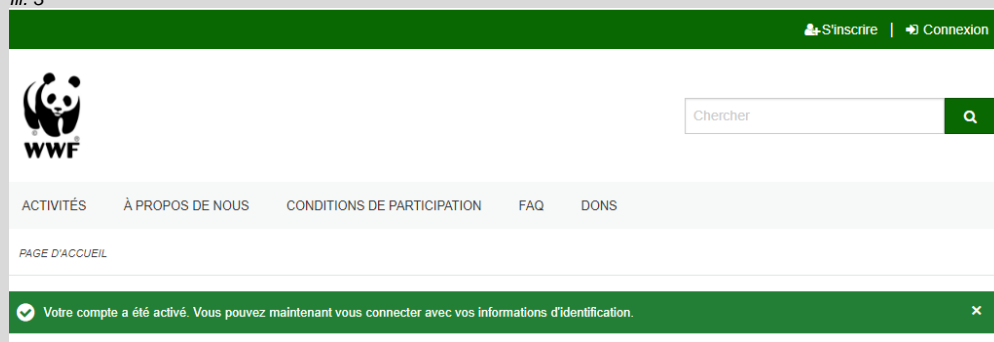 Ill. 3
S'inscrire | Connexion
WWF
Chercher
ACTIVITÉS À PROPOS DE NOUS CONDITIONS DE PARTICIPATION FAQ DONS
PAGE D'ACCUEIL
Votre compte a été activé. Vous pouvez maintenant vous connecter avec vos informations d'identification.